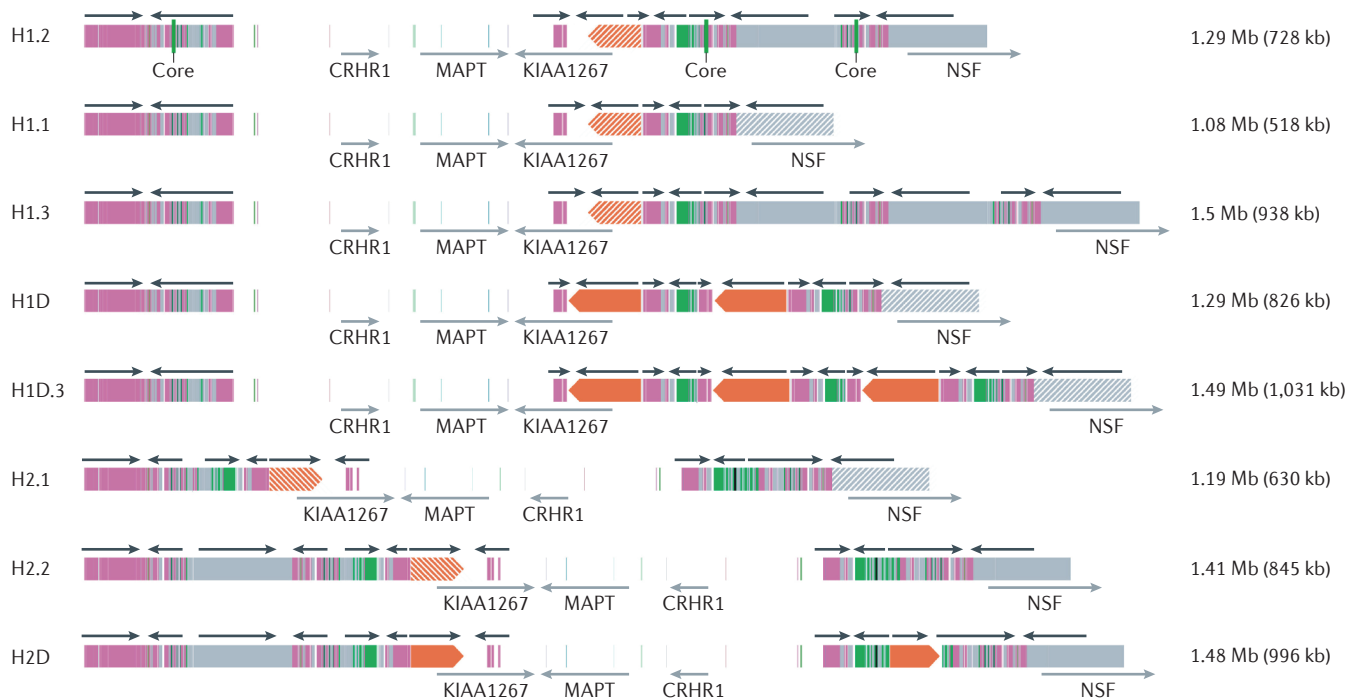 H1.2
1.29 Mb (728 kb)
Core
CRHR1
MAPT
KIAA1267
Core
Core
NSF
H1.1
1.08 Mb (518 kb)
CRHR1
MAPT
KIAA1267
NSF
H1.3
1.5 Mb (938 kb)
CRHR1
MAPT
KIAA1267
NSF
H1D
1.29 Mb (826 kb)
CRHR1
MAPT
KIAA1267
NSF
H1D.3
1.49 Mb (1,031 kb)
CRHR1
MAPT
KIAA1267
NSF
H2.1
1.19 Mb (630 kb)
KIAA1267
MAPT
CRHR1
NSF
H2.2
1.41 Mb (845 kb)
KIAA1267
MAPT
CRHR1
NSF
H2D
1.48 Mb (996 kb)
KIAA1267
MAPT
CRHR1
NSF